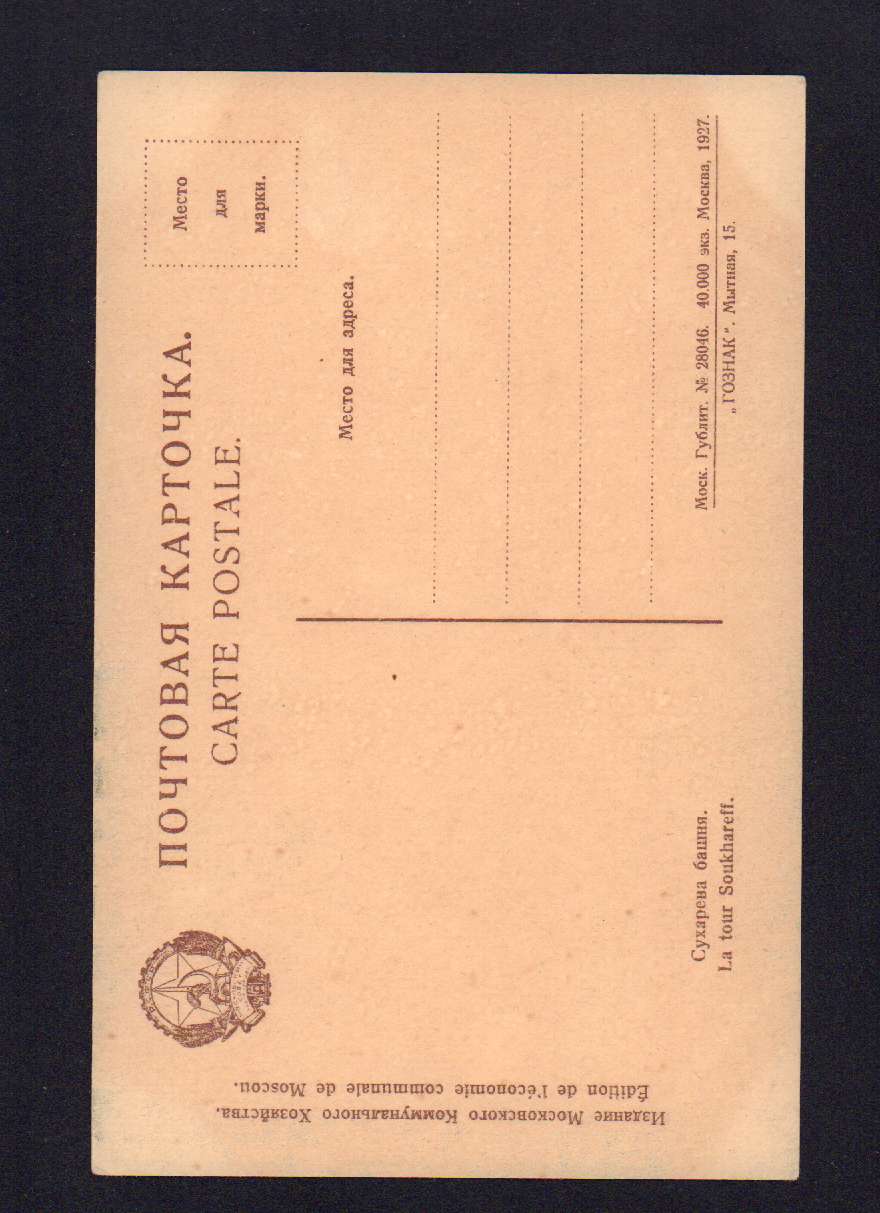 ПОЧТОВАЯ КАРТОЧКА.
CARTE POSTALE.
Место
для
марки.
Место для адреса.
Сухарева башня.
La tour Soukhareff.
Моск. Гублит. № 28046. 40.000 экз. Москва, 1927.
„ГОЗНАК“. Мытная, 15.
Издание Московского Коммунального Хозяйства.
Édition de l'économie communale de Moscou.